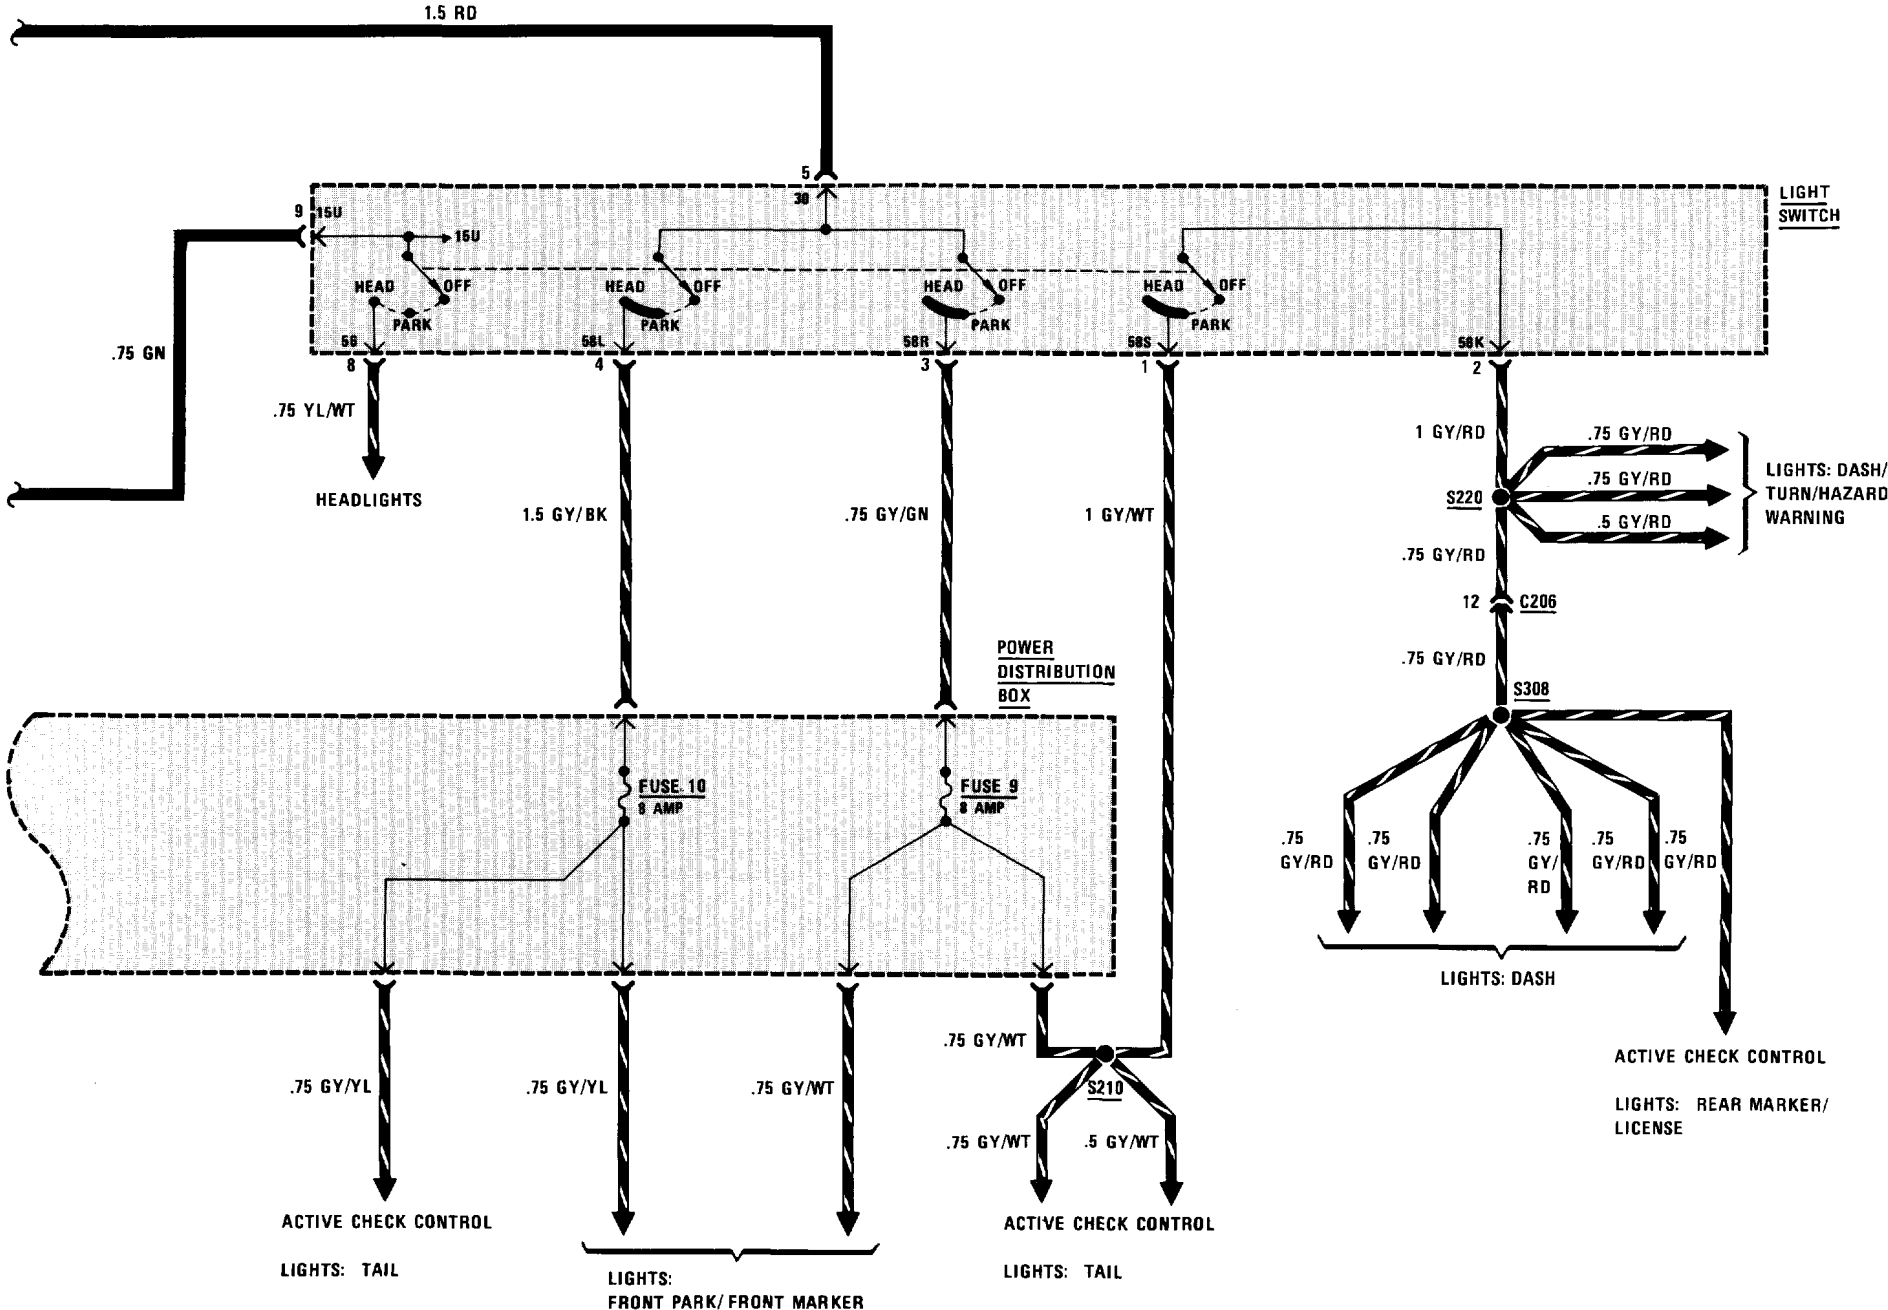 1.5 RD
5
30
LIGHT
SWITCH
9
15U
15U
HEAD
OFF
PARK
HEAD
OFF
PARK
HEAD
OFF
PARK
HEAD
OFF
PARK
56
58L
58R
58S
58K
8
4
3
1
2
.75 GN
.75 YL/WT
HEADLIGHTS
1.5 GY/BK
.75 GY/GN
1 GY/WT
1 GY/RD
.75 GY/RD
.75 GY/RD
.5 GY/RD
S220
LIGHTS: DASH/
TURN/HAZARD
WARNING
.75 GY/RD
12
C206
.75 GY/RD
S308
POWER
DISTRIBUTION
BOX
FUSE 10
8 AMP
FUSE 9
8 AMP
.75
GY/RD
.75
GY/RD
.75
GY/
RD
.75
GY/RD
.75
GY/RD
LIGHTS: DASH
.75 GY/WT
S210
.75 GY/YL
.75 GY/YL
.75 GY/WT
.75 GY/WT
.5 GY/WT
ACTIVE CHECK CONTROL
LIGHTS: REAR MARKER/
LICENSE
ACTIVE CHECK CONTROL
LIGHTS: TAIL
LIGHTS:
FRONT PARK/FRONT MARKER
ACTIVE CHECK CONTROL
LIGHTS: TAIL